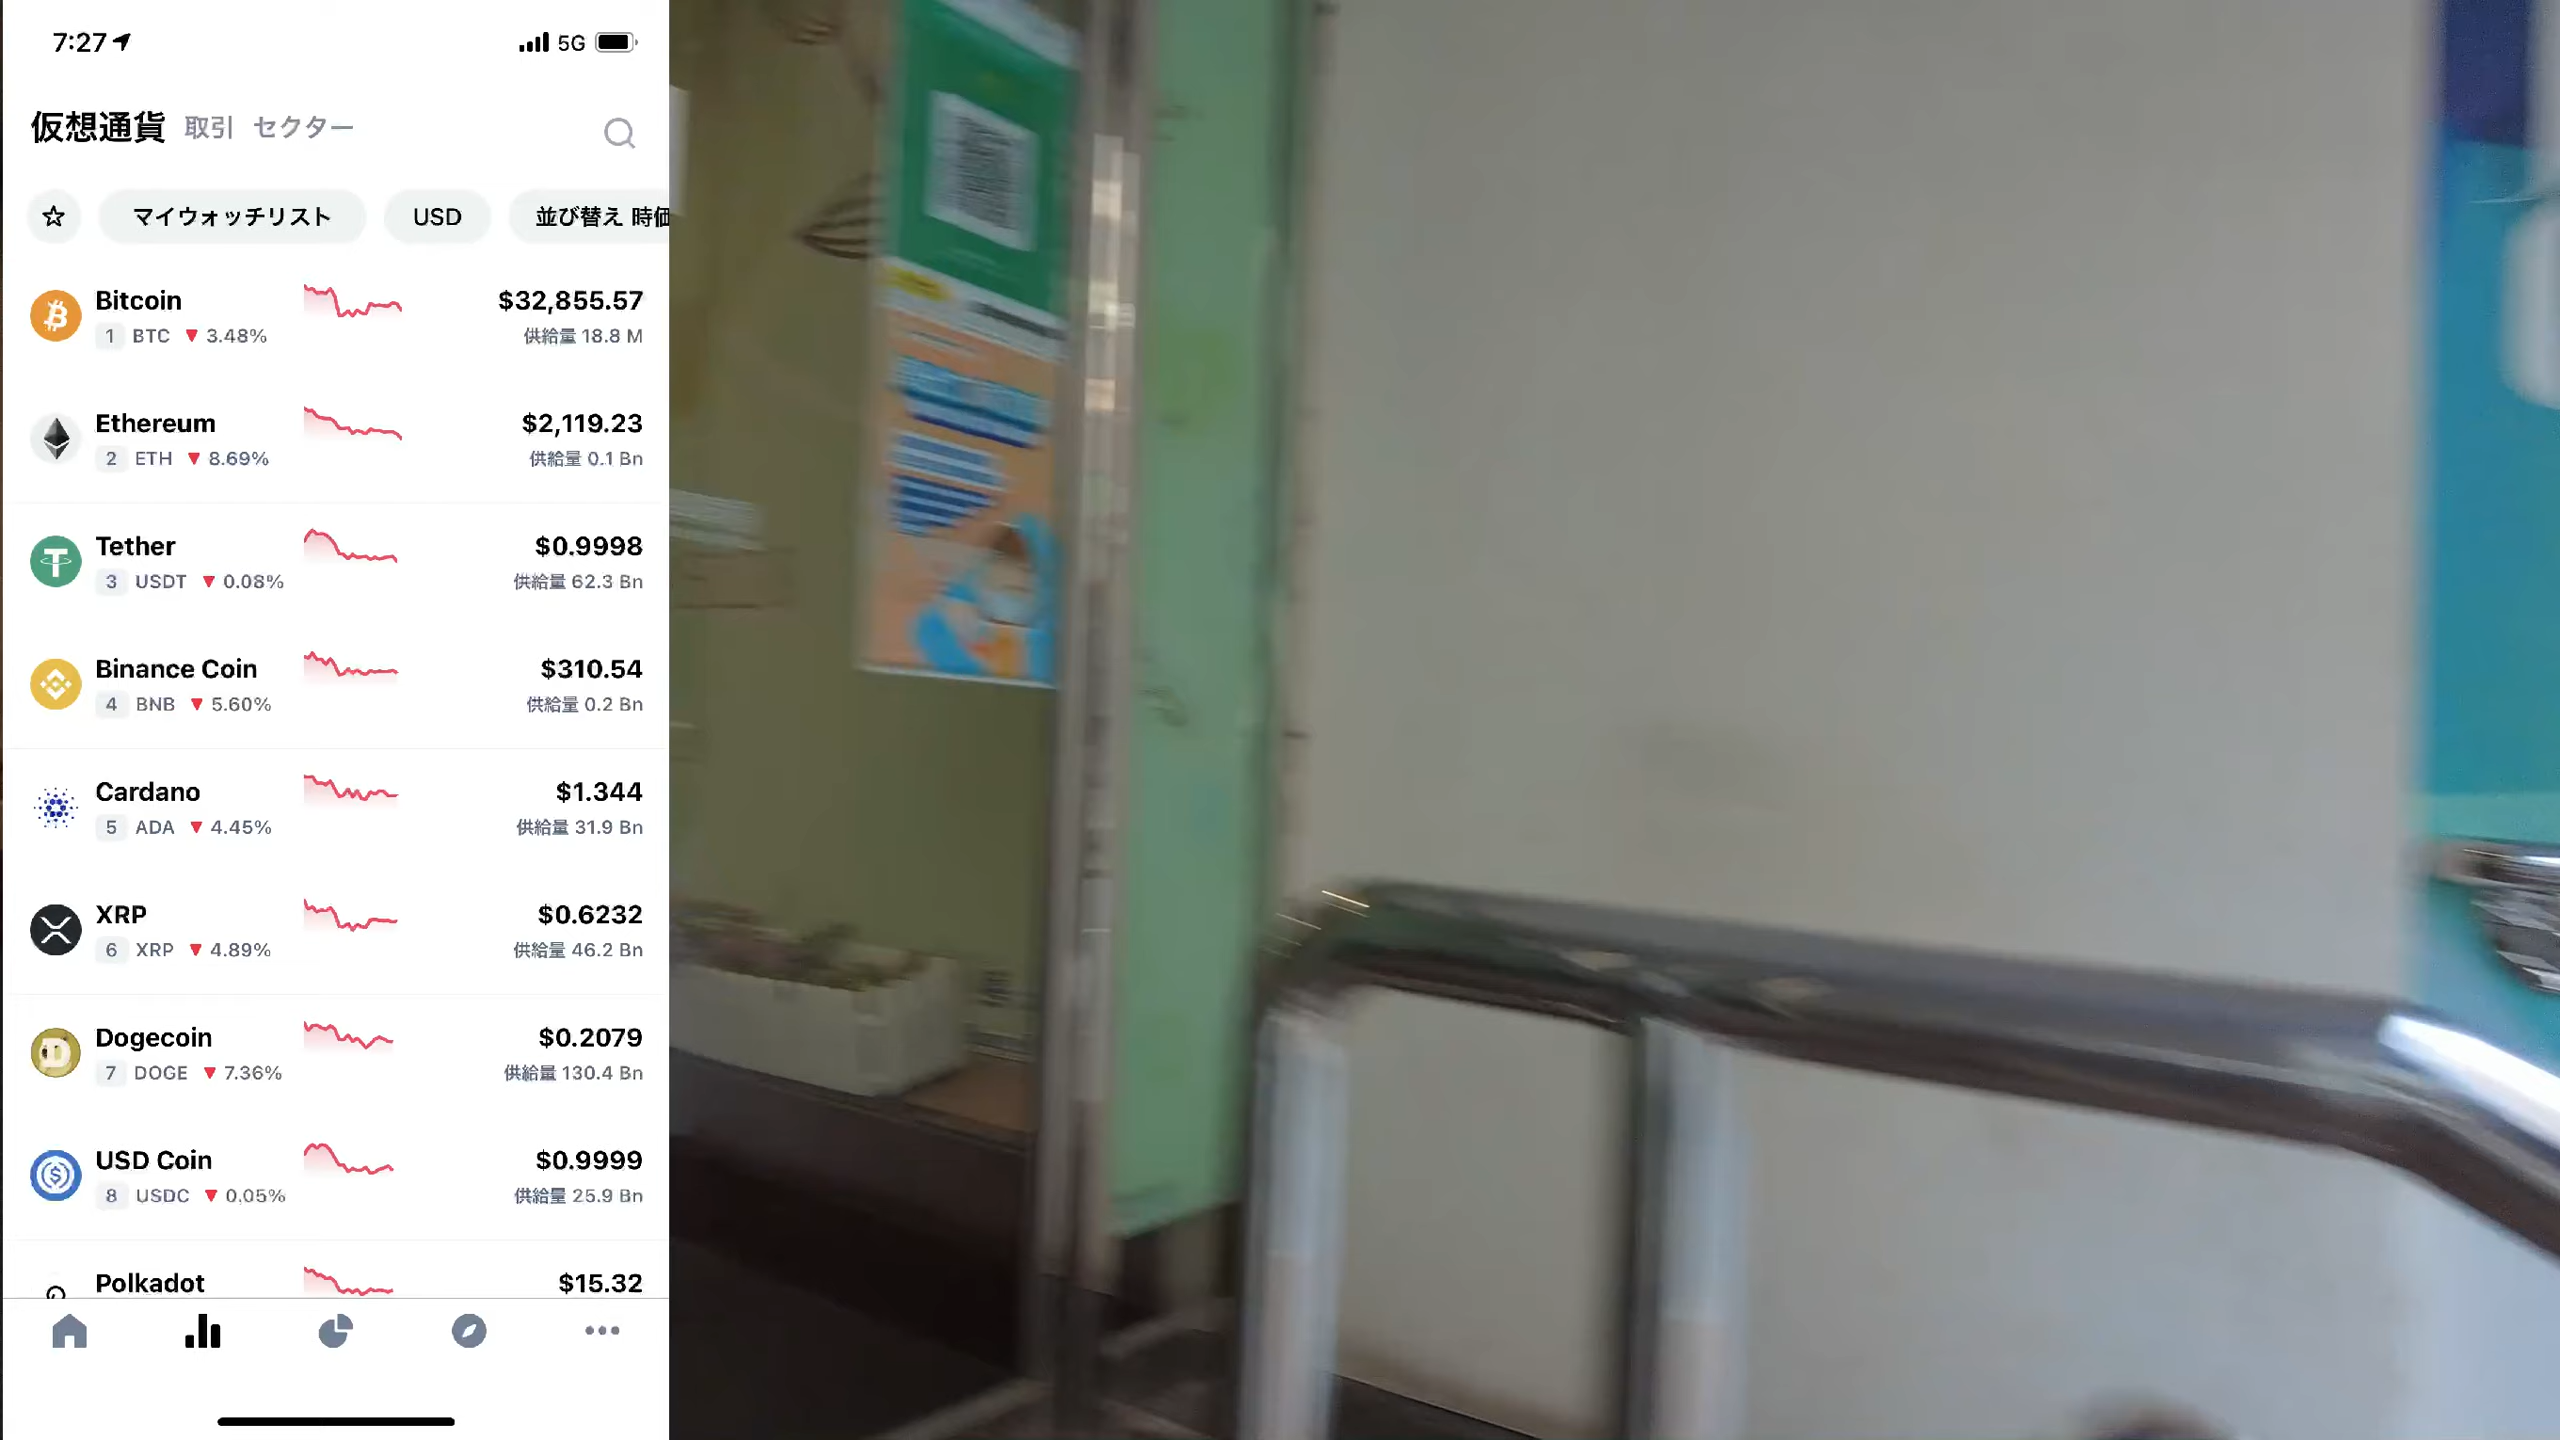 7:27
5G
仮想通貨 取引 セクター
マイウォッチリスト USD 並び替え 時価
Bitcoin $32,855.57
1 BTC ▼ 3.48% 供給量 18.8 M
Ethereum $2,119.23
2 ETH ▼ 8.69% 供給量 0.1 Bn
Tether $0.9998
3 USDT ▼ 0.08% 供給量 62.3 Bn
Binance Coin $310.54
4 BNB ▼ 5.60% 供給量 0.2 Bn
Cardano $1.344
5 ADA ▼ 4.45% 供給量 31.9 Bn
XRP $0.6232
6 XRP ▼ 4.89% 供給量 46.2 Bn
Dogecoin $0.2079
7 DOGE ▼ 7.36% 供給量 130.4 Bn
USD Coin $0.9999
8 USDC ▼ 0.05% 供給量 25.9 Bn
Polkadot $15.32